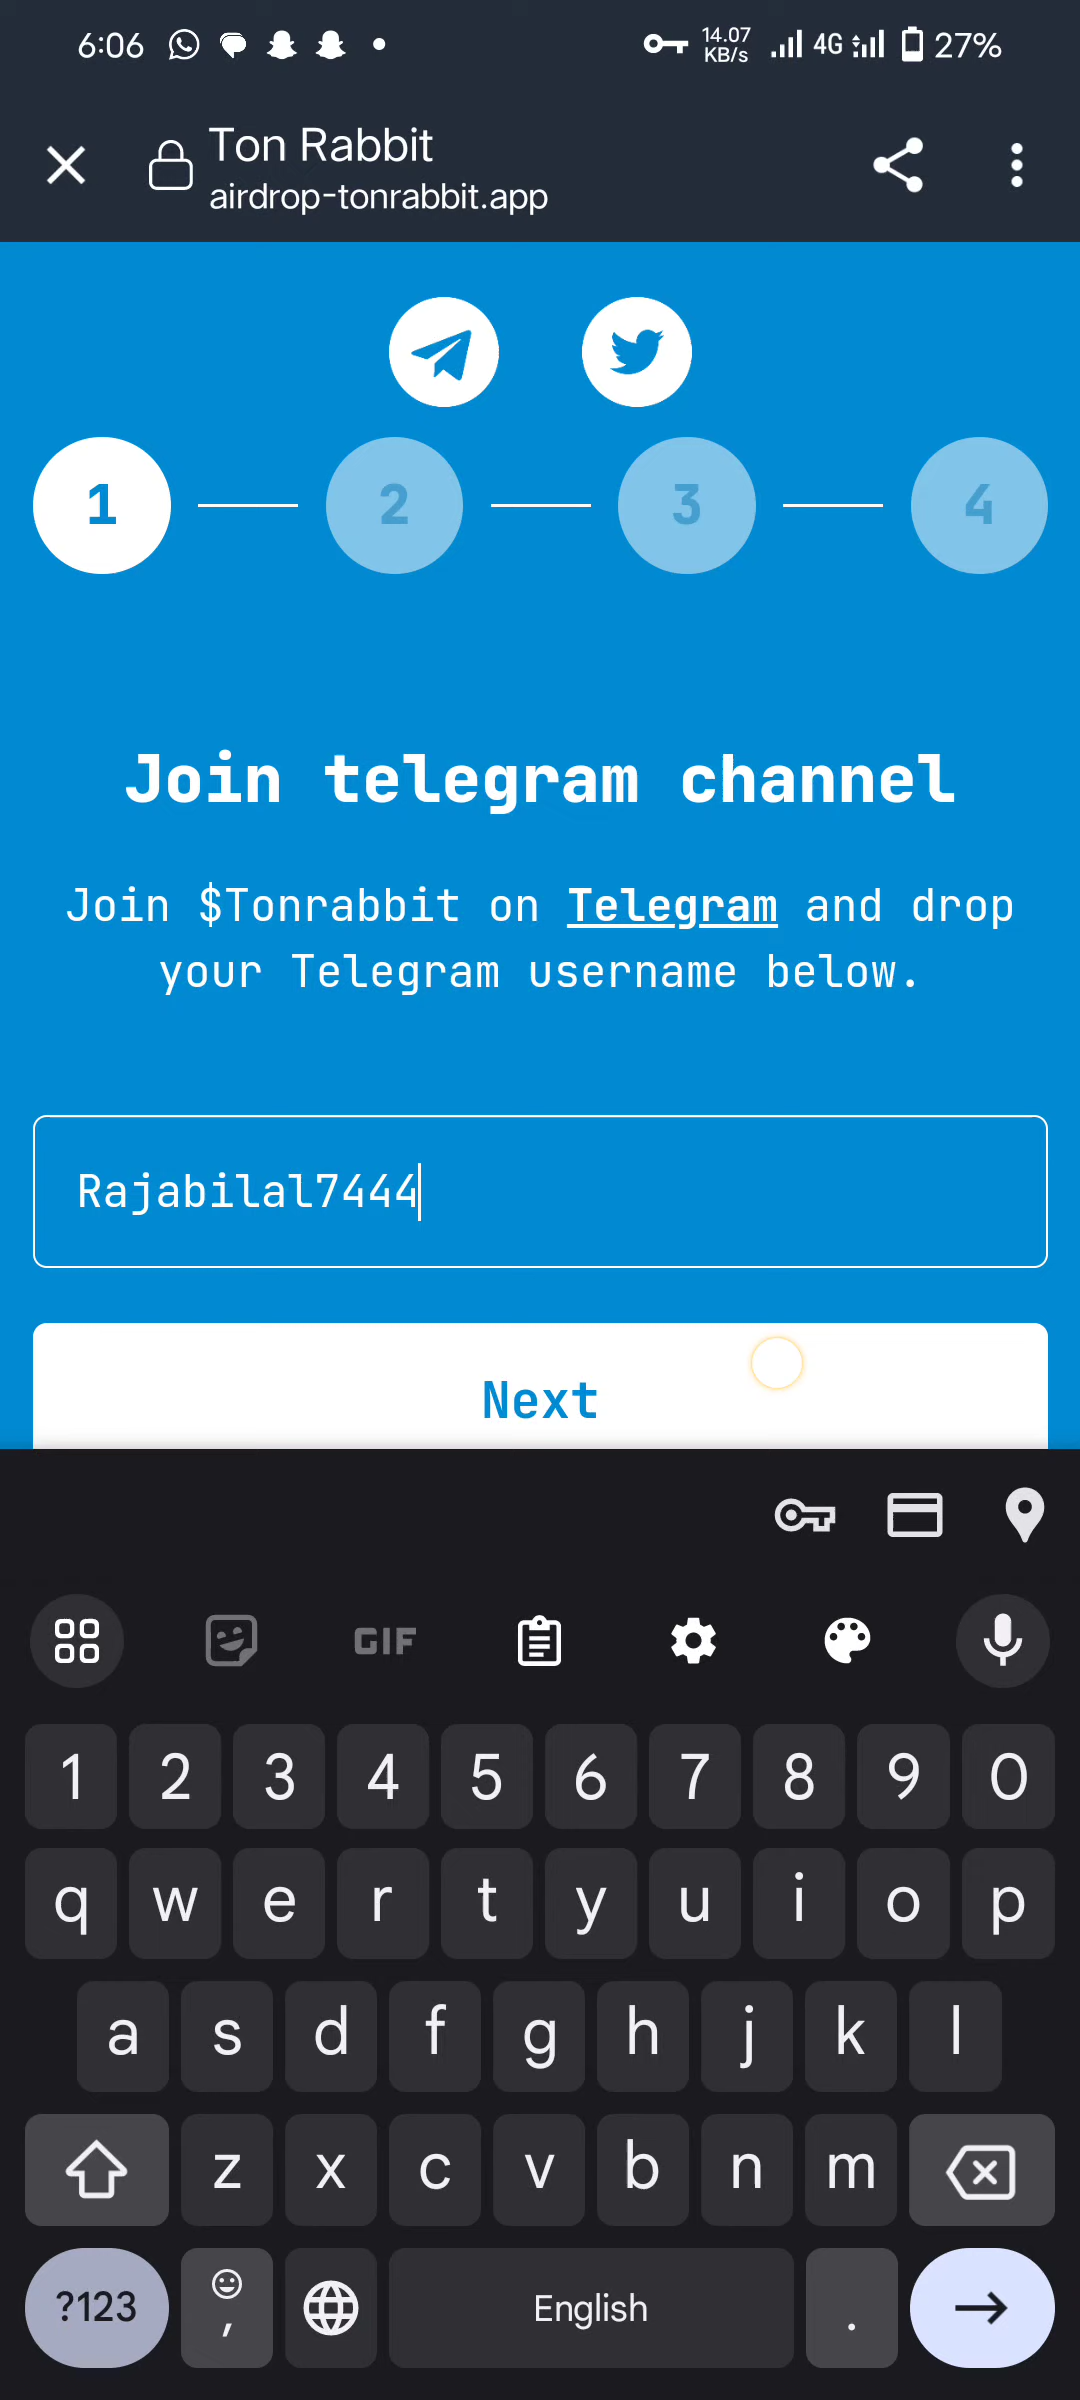 6:06 14.07 KB/s 4G 27%
Ton Rabbit
airdrop-tonrabbit.app
1 2 3 4
Join telegram channel
Join $Tonrabbit on Telegram and drop
your Telegram username below.
Rajabilal7444
Next
GIF
1 2 3 4 5 6 7 8 9 0
q w e r t y u i o p
a s d f g h j k l
z x c v b n m
?123 , English .